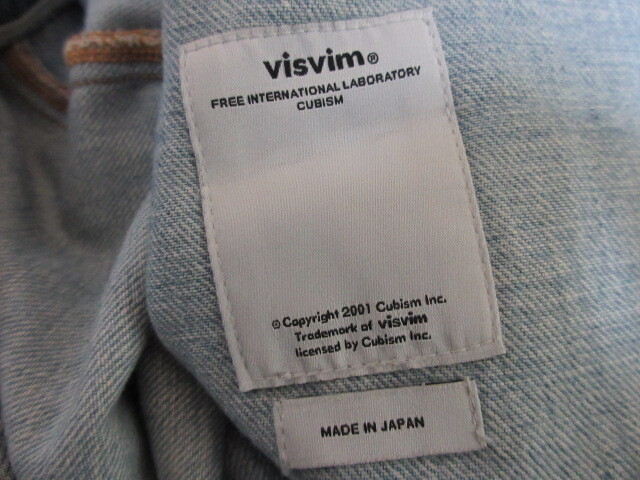 visvim®
FREE INTERNATIONAL LABORATORY
CUBISM
© Copyright 2001 Cubism Inc.
Trademark of visvim
licensed by Cubism Inc.
MADE IN JAPAN